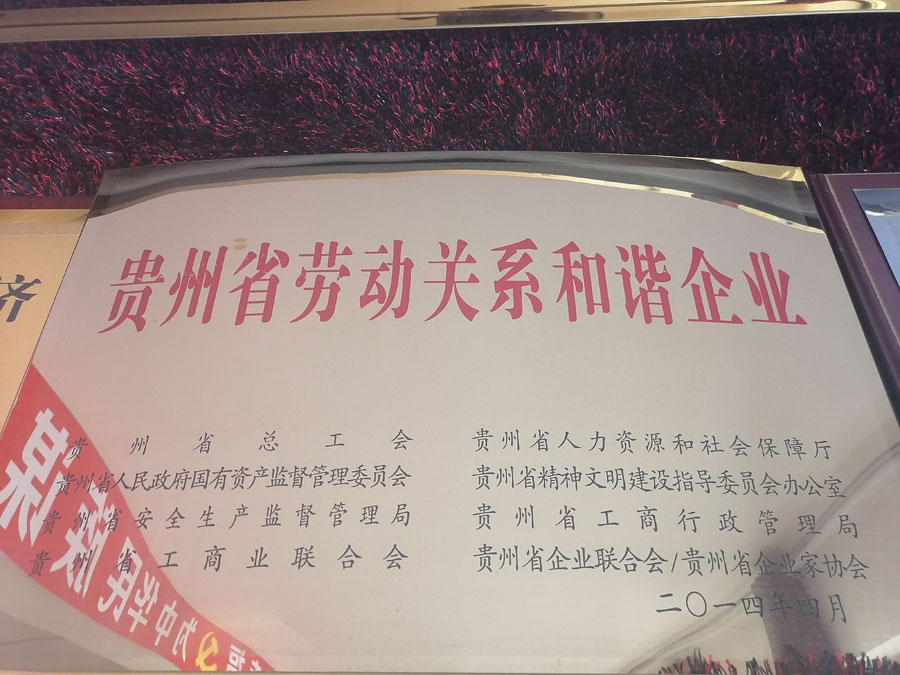 贵州省劳动关系和谐企业
贵州省总工会
贵州省人力资源和社会保障厅
贵州省人民政府国有资产监督管理委员会
贵州省精神文明建设指导委员会办公室
贵州省安全生产监督管理局
贵州省工商行政管理局
贵州省工商业联合会
贵州省企业联合会/贵州省企业家协会
二〇一四年四月
济